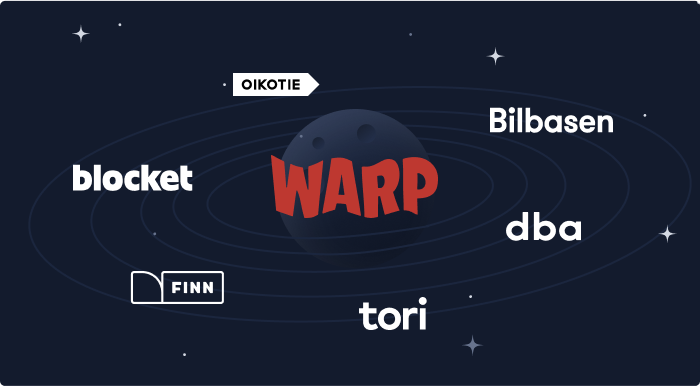 OIKOTIE
Bilbasen
WARP
blocket
dba
FINN
tori